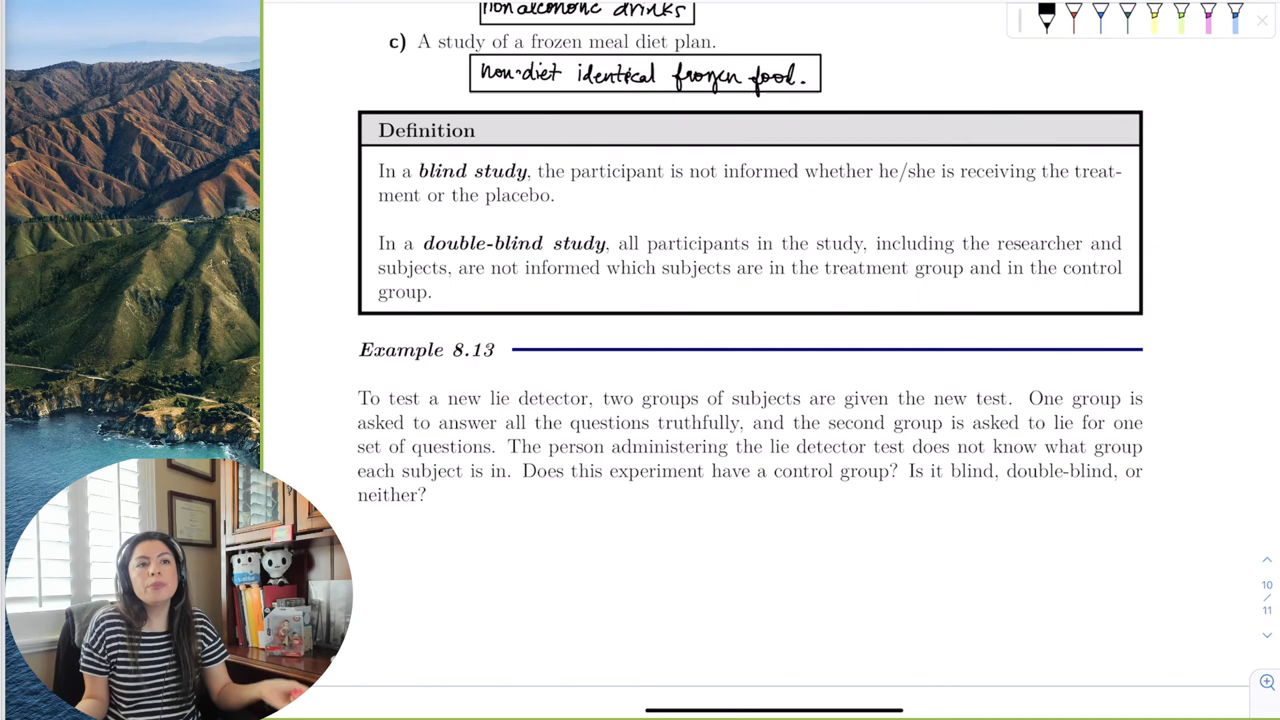 nonalcoholic drinks
c) A study of a frozen meal diet plan.
non-diet identical frozen food.
Definition
In a blind study, the participant is not informed whether he/she is receiving the treat-
ment or the placebo.
In a double-blind study, all participants in the study, including the researcher and
subjects, are not informed which subjects are in the treatment group and in the control
group.
Example 8.13
To test a new lie detector, two groups of subjects are given the new test. One group is
asked to answer all the questions truthfully, and the second group is asked to lie for one
set of questions. The person administering the lie detector test does not know what group
each subject is in. Does this experiment have a control group? Is it blind, double-blind, or
neither?
10
/
11